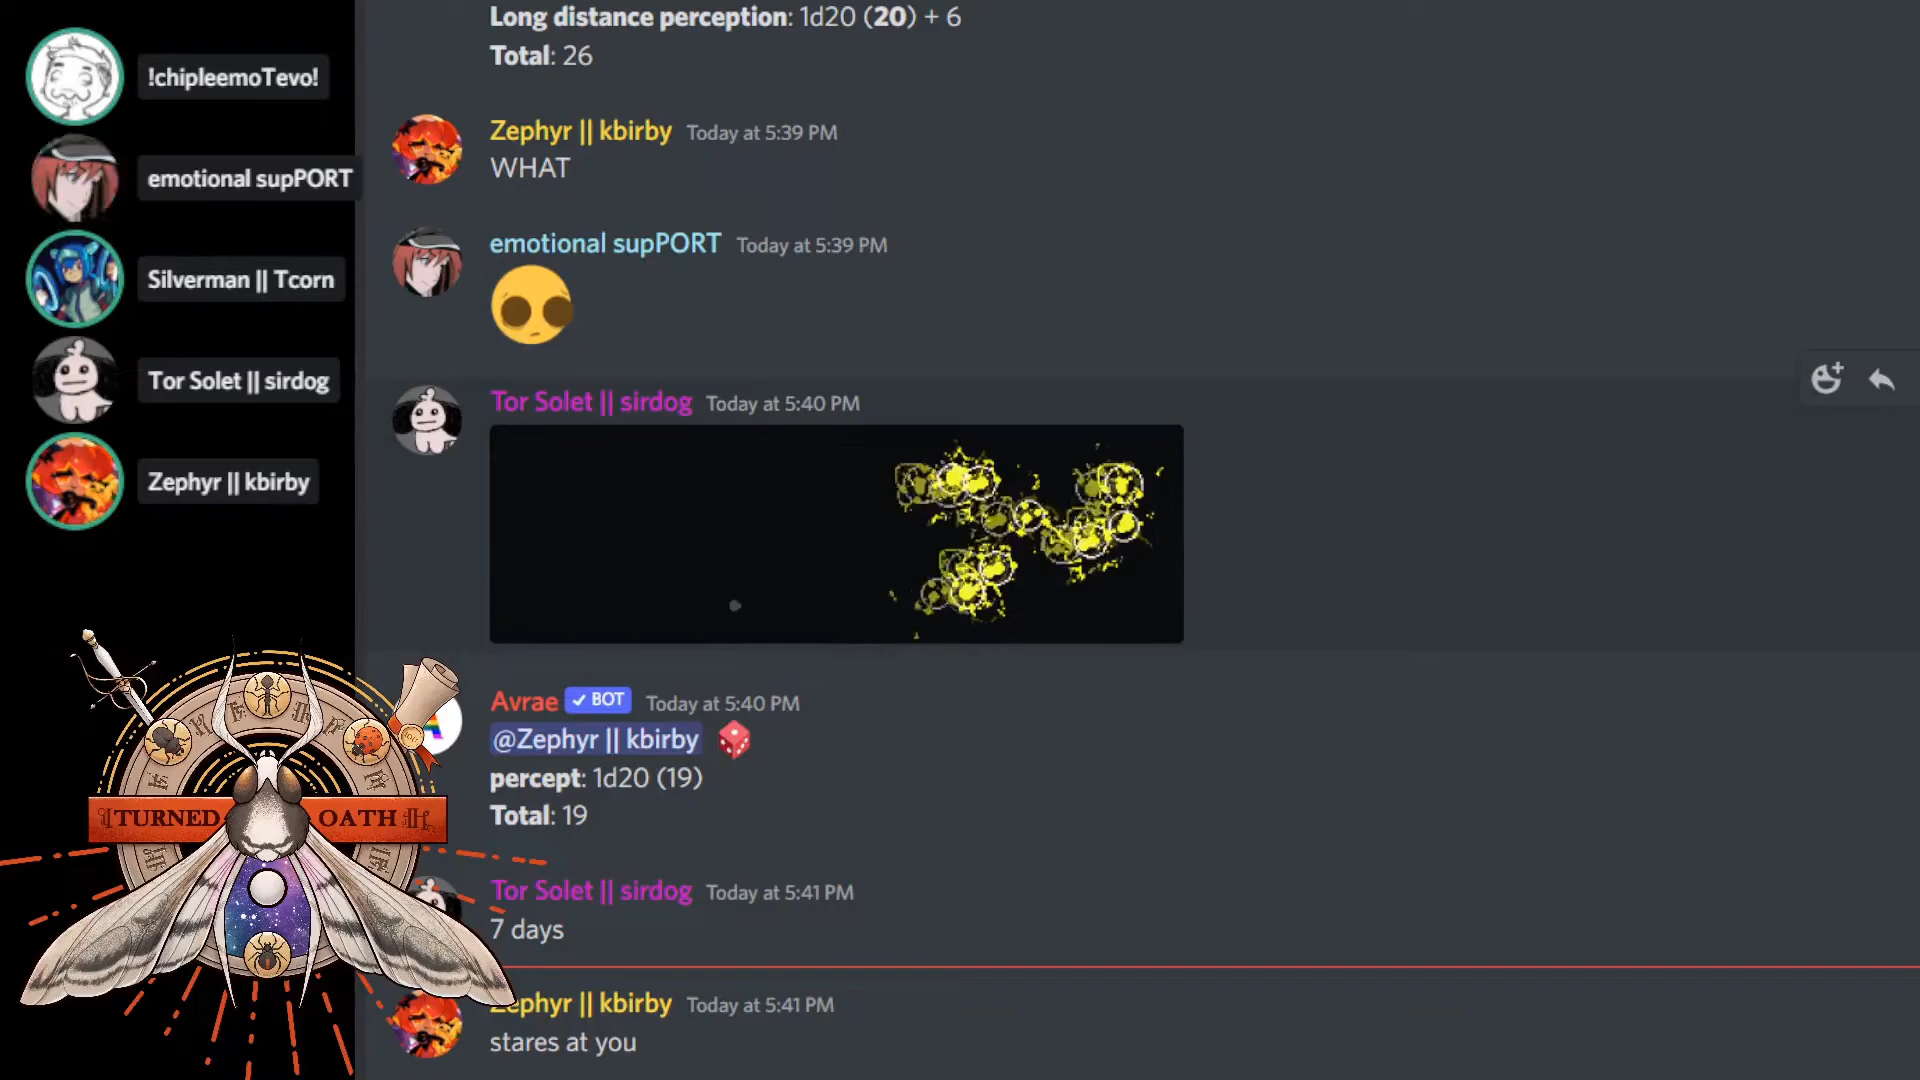 !chipleemoTevo!
emotional supPORT
Silverman || Tcorn
Tor Solet || sirdog
Zephyr || kbirby
TURNED OATH
Long distance perception: 1d20 (20) + 6
Total: 26
Zephyr || kbirby Today at 5:39 PM
WHAT
emotional supPORT Today at 5:39 PM
Tor Solet || sirdog Today at 5:40 PM
Avrae BOT Today at 5:40 PM
@Zephyr || kbirby
percept: 1d20 (19)
Total: 19
Tor Solet || sirdog Today at 5:41 PM
7 days
Zephyr || kbirby Today at 5:41 PM
stares at you